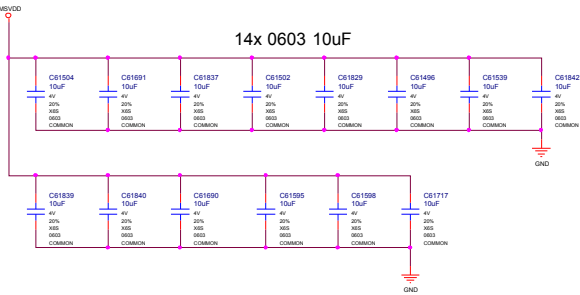 MSVDD
14x 0603 10uF
C61504
10uF
4V
20%
X6S
0603
COMMON
C61691
10uF
4V
20%
X6S
0603
COMMON
C61837
10uF
4V
20%
X6S
0603
COMMON
C61502
10uF
4V
20%
X6S
0603
COMMON
C61829
10uF
4V
20%
X6S
0603
COMMON
C61496
10uF
4V
20%
X6S
0603
COMMON
C61539
10uF
4V
20%
X6S
0603
COMMON
C61842
10uF
4V
20%
X6S
0603
COMMON
GND
C61839
10uF
4V
20%
X6S
0603
COMMON
C61840
10uF
4V
20%
X6S
0603
COMMON
C61690
10uF
4V
20%
X6S
0603
COMMON
C61595
10uF
4V
20%
X6S
0603
COMMON
C61598
10uF
4V
20%
X6S
0603
COMMON
C61717
10uF
4V
20%
X6S
0603
COMMON
GND